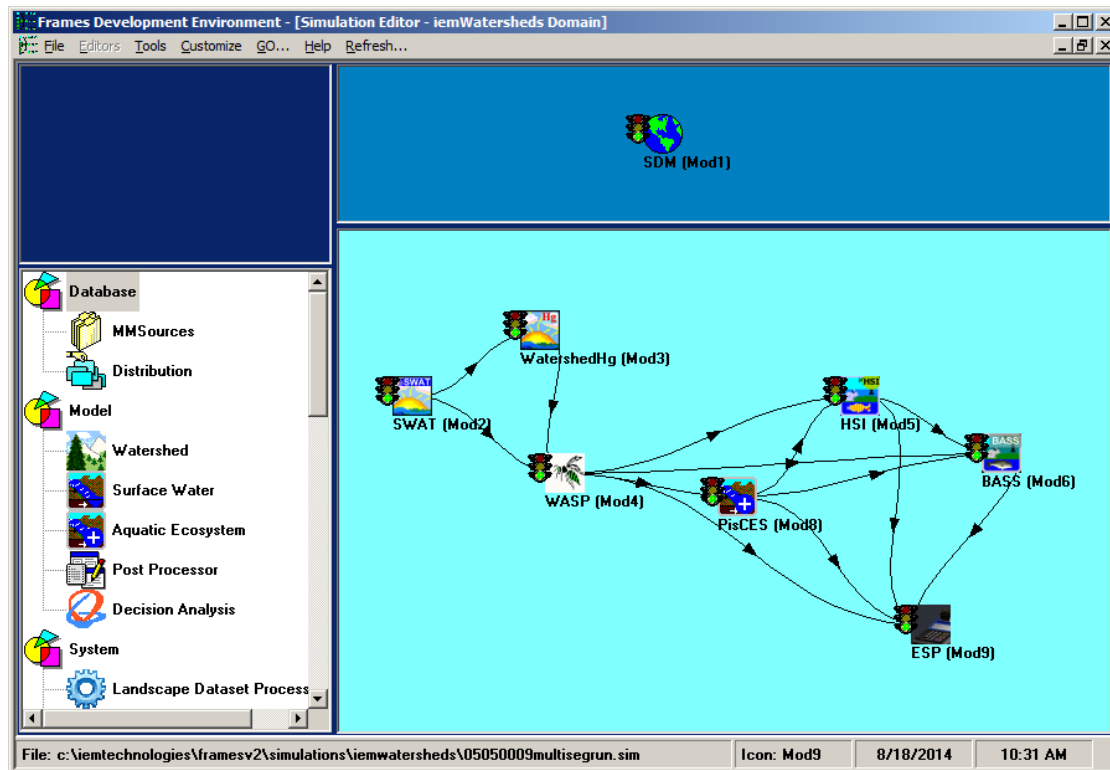 Frames Development Environment - [Simulation Editor - iemWatersheds Domain]
File Editors Tools Customize GO... Help Refresh...
SDM (Mod1)
Database
MMSources
Distribution
Model
Watershed
Surface Water
Aquatic Ecosystem
Post Processor
Decision Analysis
System
Landscape Dataset Process
Hg
WatershedHg (Mod3)
SWAT
SWAT (Mod2)
HSI
HSI (Mod5)
BASS
BASS (Mod6)
WASP (Mod4)
PisCES (Mod8)
ESP (Mod9)
File: c:\iemtechnologies\framesv2\simulations\iemwatersheds\05050009multisegrun.sim Icon: Mod9 8/18/2014 10:31 AM